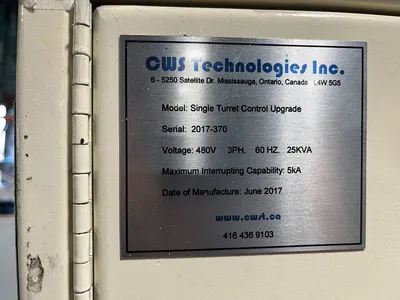 CWS Technologies Inc.
6 - 5250 Satellite Dr. Mississauga, Ontario, Canada L4W 5G5
Model: Single Turret Control Upgrade
Serial: 2017-370
Voltage: 480V 3PH. 60 HZ. 25KVA
Maximum Interrupting Capability: 5kA
Date of Manufacture: June 2017
www.cwst.ca
416 436 9103